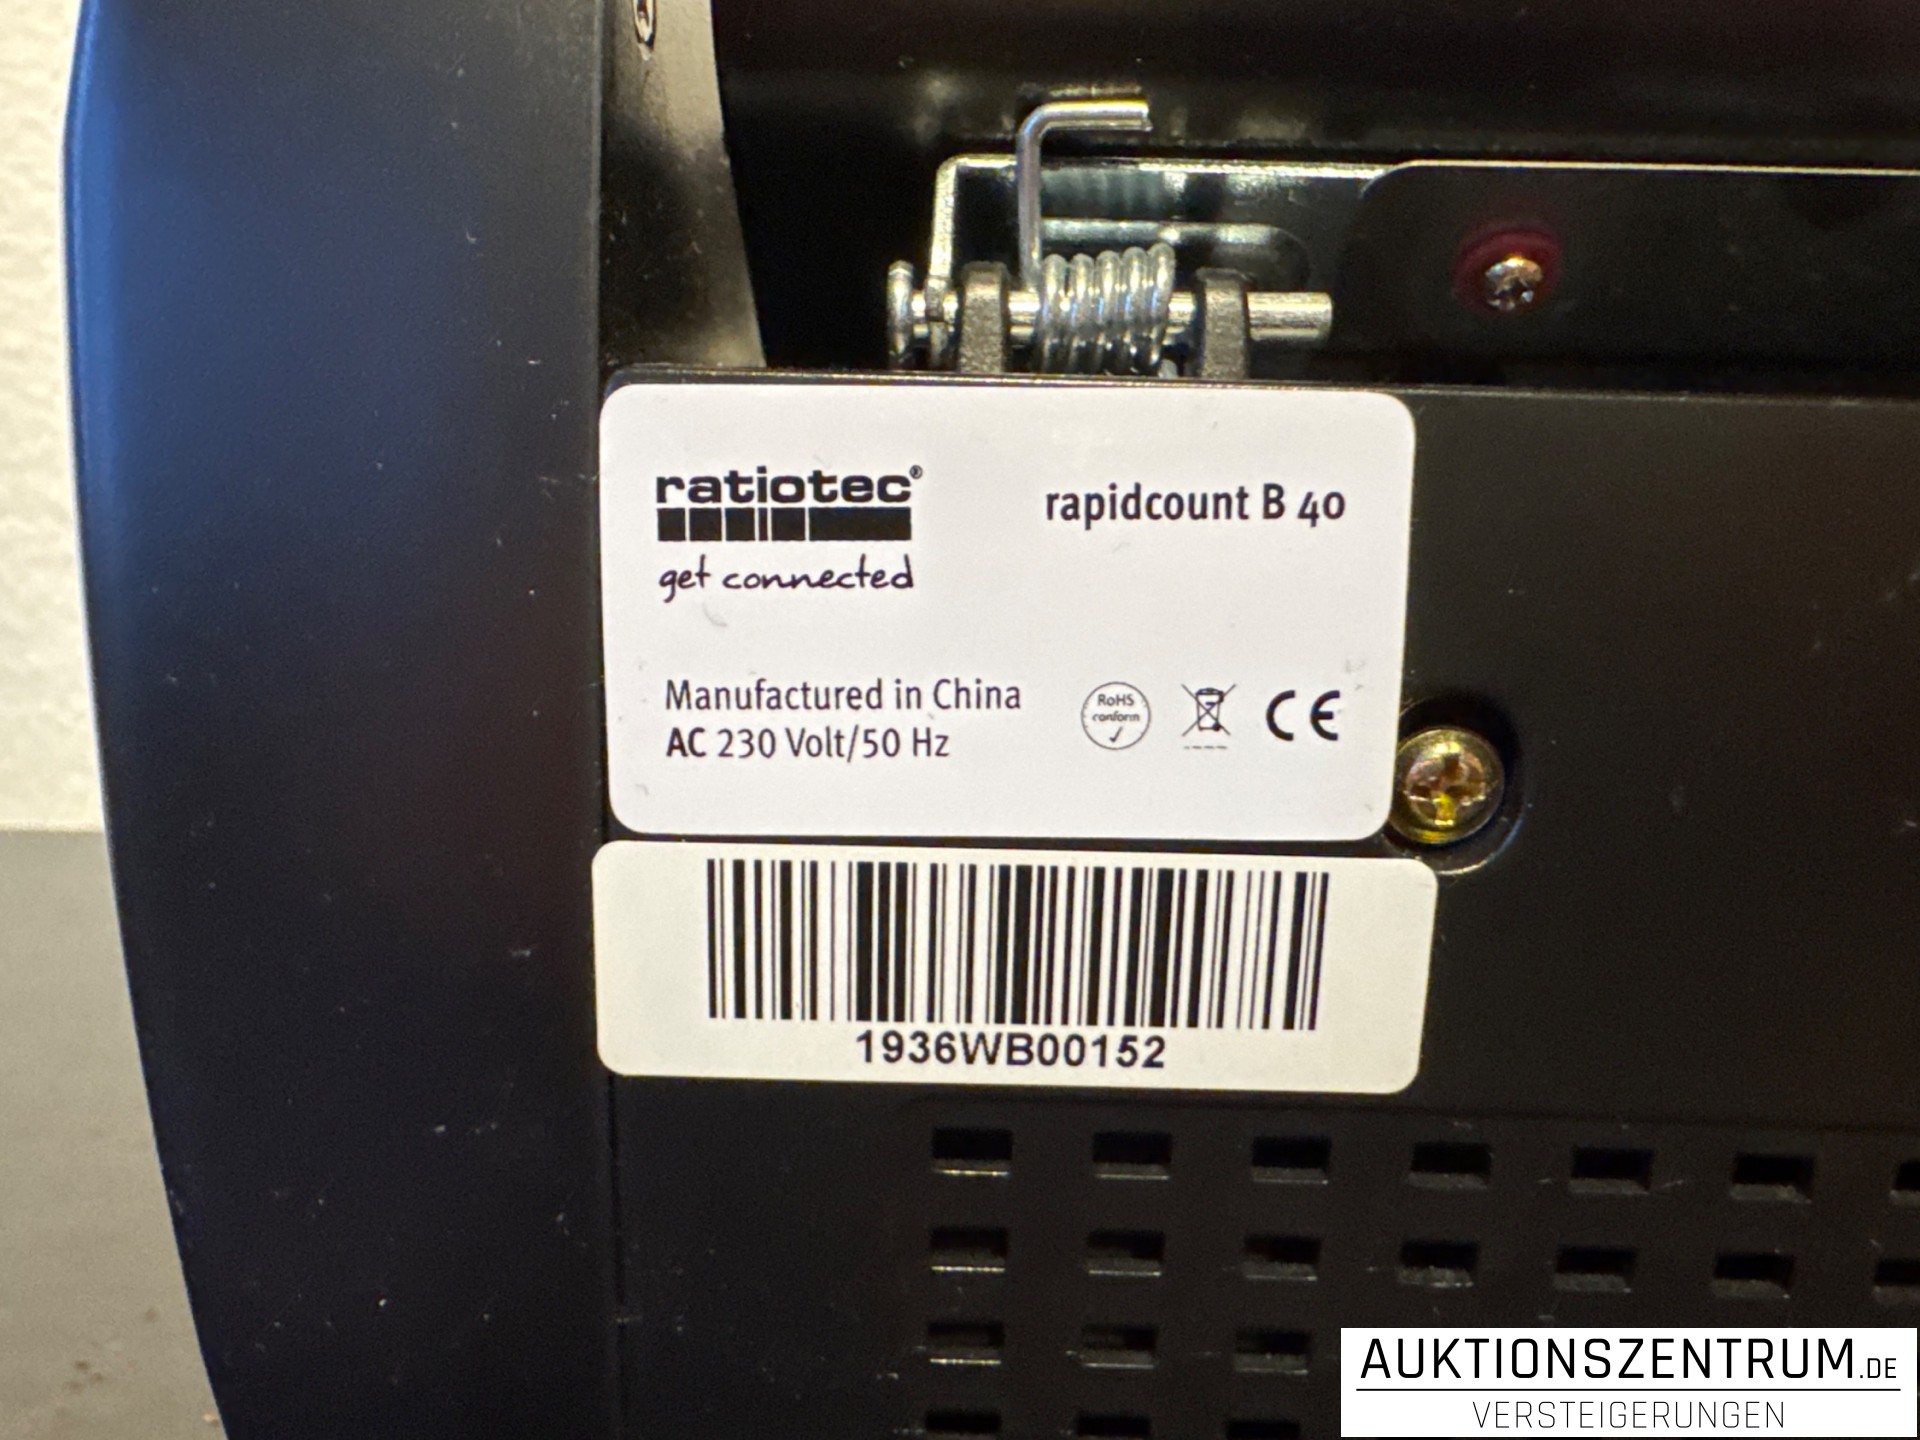 ratiotec®
get connected
rapidcount B 40
Manufactured in China
AC 230 Volt/50 Hz
RoHS
conform
CE
1936WB00152
AUKTIONSZENTRUM.DE
VERSTEIGERUNGEN